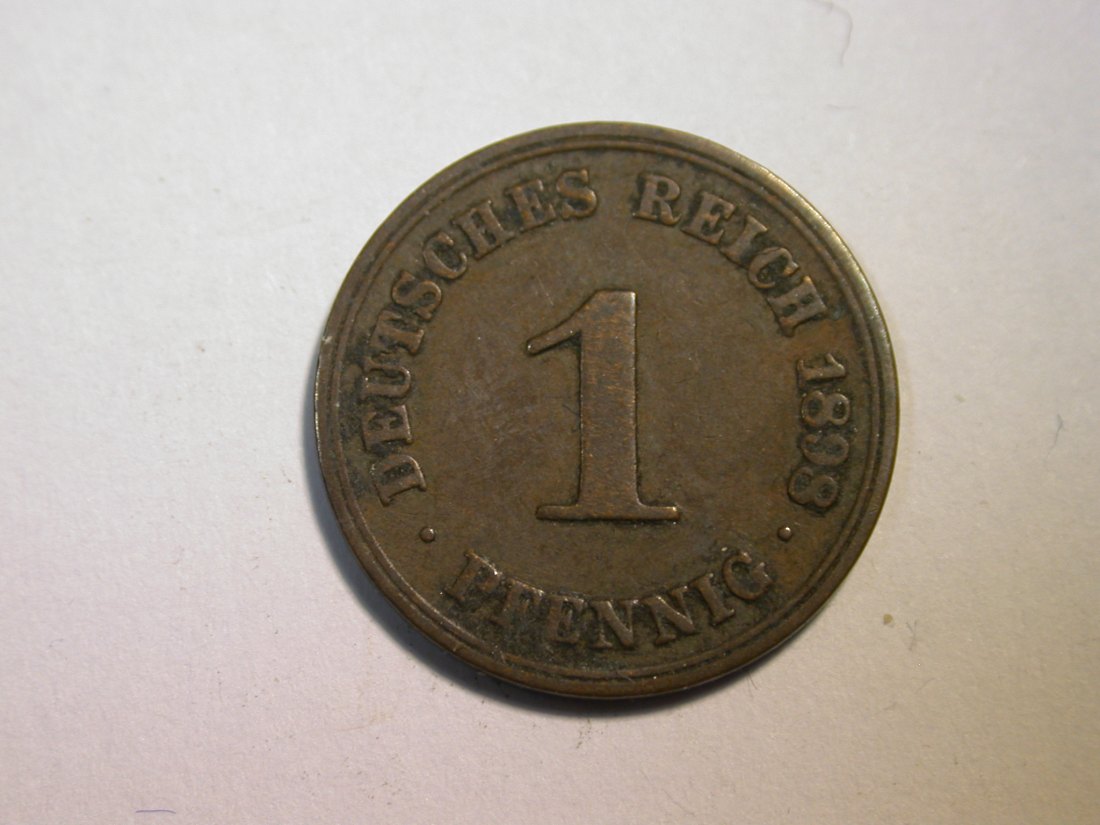 DEUTSCHES REICH 1898
1
· PFENNIG ·